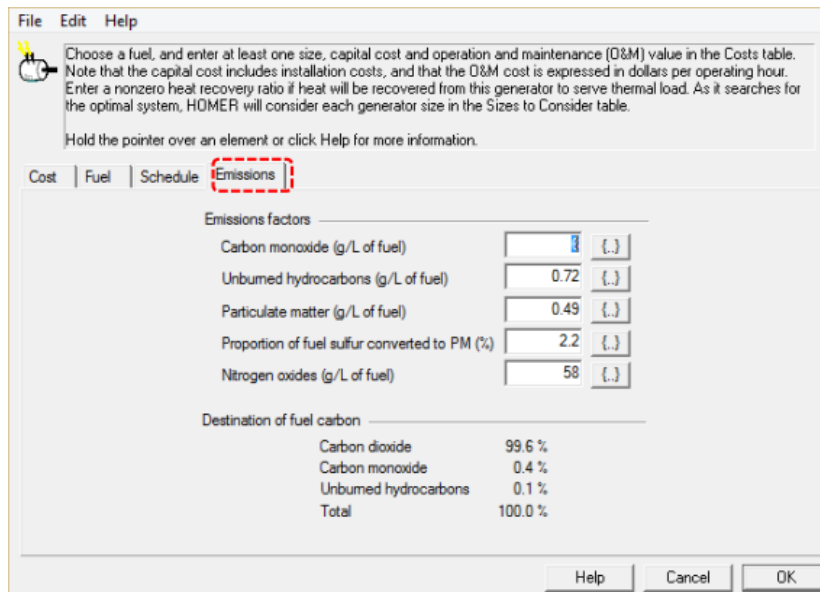 File Edit Help
Choose a fuel, and enter at least one size, capital cost and operation and maintenance (O&M) value in the Costs table.
Note that the capital cost includes installation costs, and that the O&M cost is expressed in dollars per operating hour.
Enter a nonzero heat recovery ratio if heat will be recovered from this generator to serve thermal load. As it searches for
the optimal system, HOMER will consider each generator size in the Sizes to Consider table.
Hold the pointer over an element or click Help for more information.
Cost Fuel Schedule Emissions
Emissions factors
Carbon monoxide (g/L of fuel) {..}
Unburned hydrocarbons (g/L of fuel) 0.72 {..}
Particulate matter (g/L of fuel) 0.49 {..}
Proportion of fuel sulfur converted to PM (%) 2.2 {..}
Nitrogen oxides (g/L of fuel) 58 {..}
Destination of fuel carbon
Carbon dioxide 99.6 %
Carbon monoxide 0.4 %
Unburned hydrocarbons 0.1 %
Total 100.0 %
Help Cancel OK